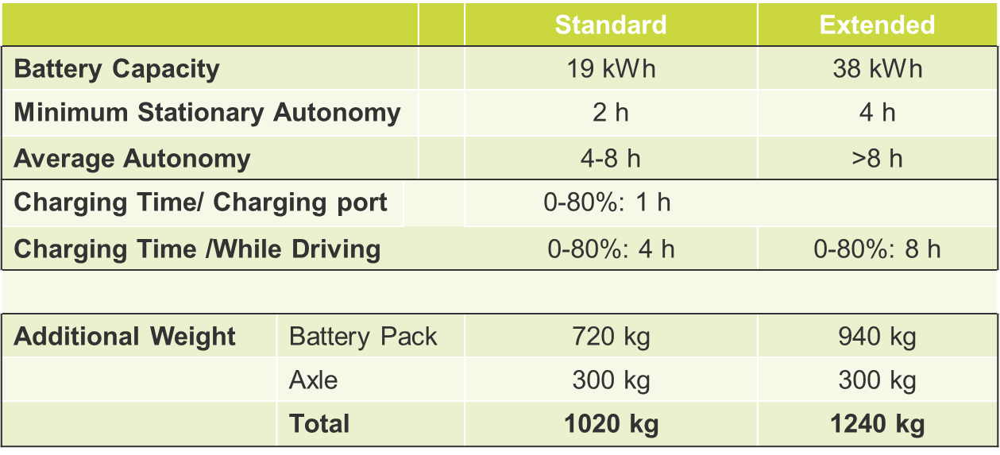 Standard Extended
Battery Capacity 19 kWh 38 kWh
Minimum Stationary Autonomy 2 h 4 h
Average Autonomy 4-8 h >8 h
Charging Time/ Charging port 0-80%: 1 h
Charging Time /While Driving 0-80%: 4 h 0-80%: 8 h
Additional Weight Battery Pack 720 kg 940 kg
Axle 300 kg 300 kg
Total 1020 kg 1240 kg